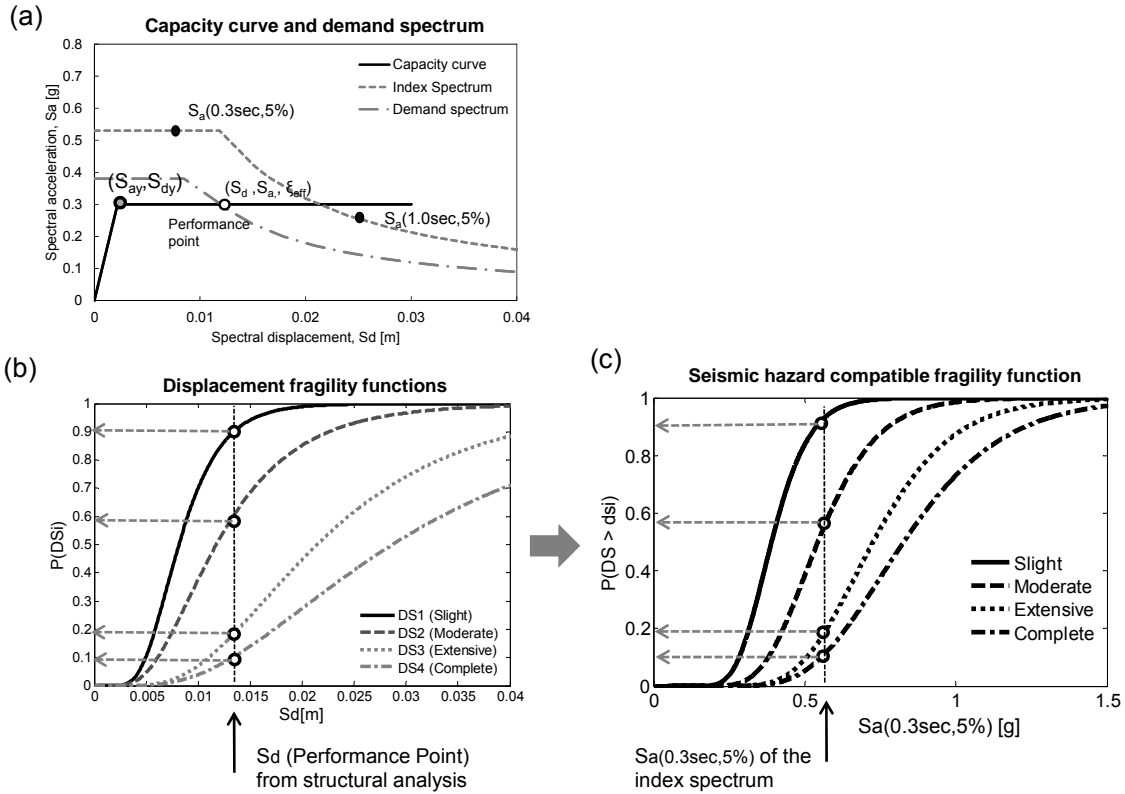 (a)
Capacity curve and demand spectrum
Spectral acceleration, Sa [g]
0.8
0.7
0.6
0.5
0.4
0.3
0.2
0.1
0
Capacity curve
Index Spectrum
Demand spectrum
Sa(0.3sec,5%)
(Say,Sdy)
(Sd ,Sa,, ξeff)
Performance
point
Sa(1.0sec,5%)
0 0.01 0.02 0.03 0.04
Spectral displacement, Sd [m]
(b)
Displacement fragility functions
P(DSi)
1
0.9
0.8
0.7
0.6
0.5
0.4
0.3
0.2
0.1
0
DS1 (Slight)
DS2 (Moderate)
DS3 (Extensive)
DS4 (Complete)
0 0.005 0.01 0.015 0.02 0.025 0.03 0.035 0.04
Sd[m]
Sd (Performance Point)
from structural analysis
(c)
Seismic hazard compatible fragility function
P(DS > dsi)
1
0.8
0.6
0.4
0.2
0
Slight
Moderate
Extensive
Complete
0 0.5 1 1.5
Sa(0.3sec,5%) [g]
Sa(0.3sec,5%) of the
index spectrum